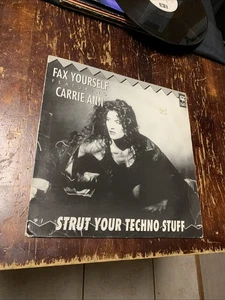 FAX YOURSELF
CARRIE ANN
STRUT YOUR TECHNO STUFF